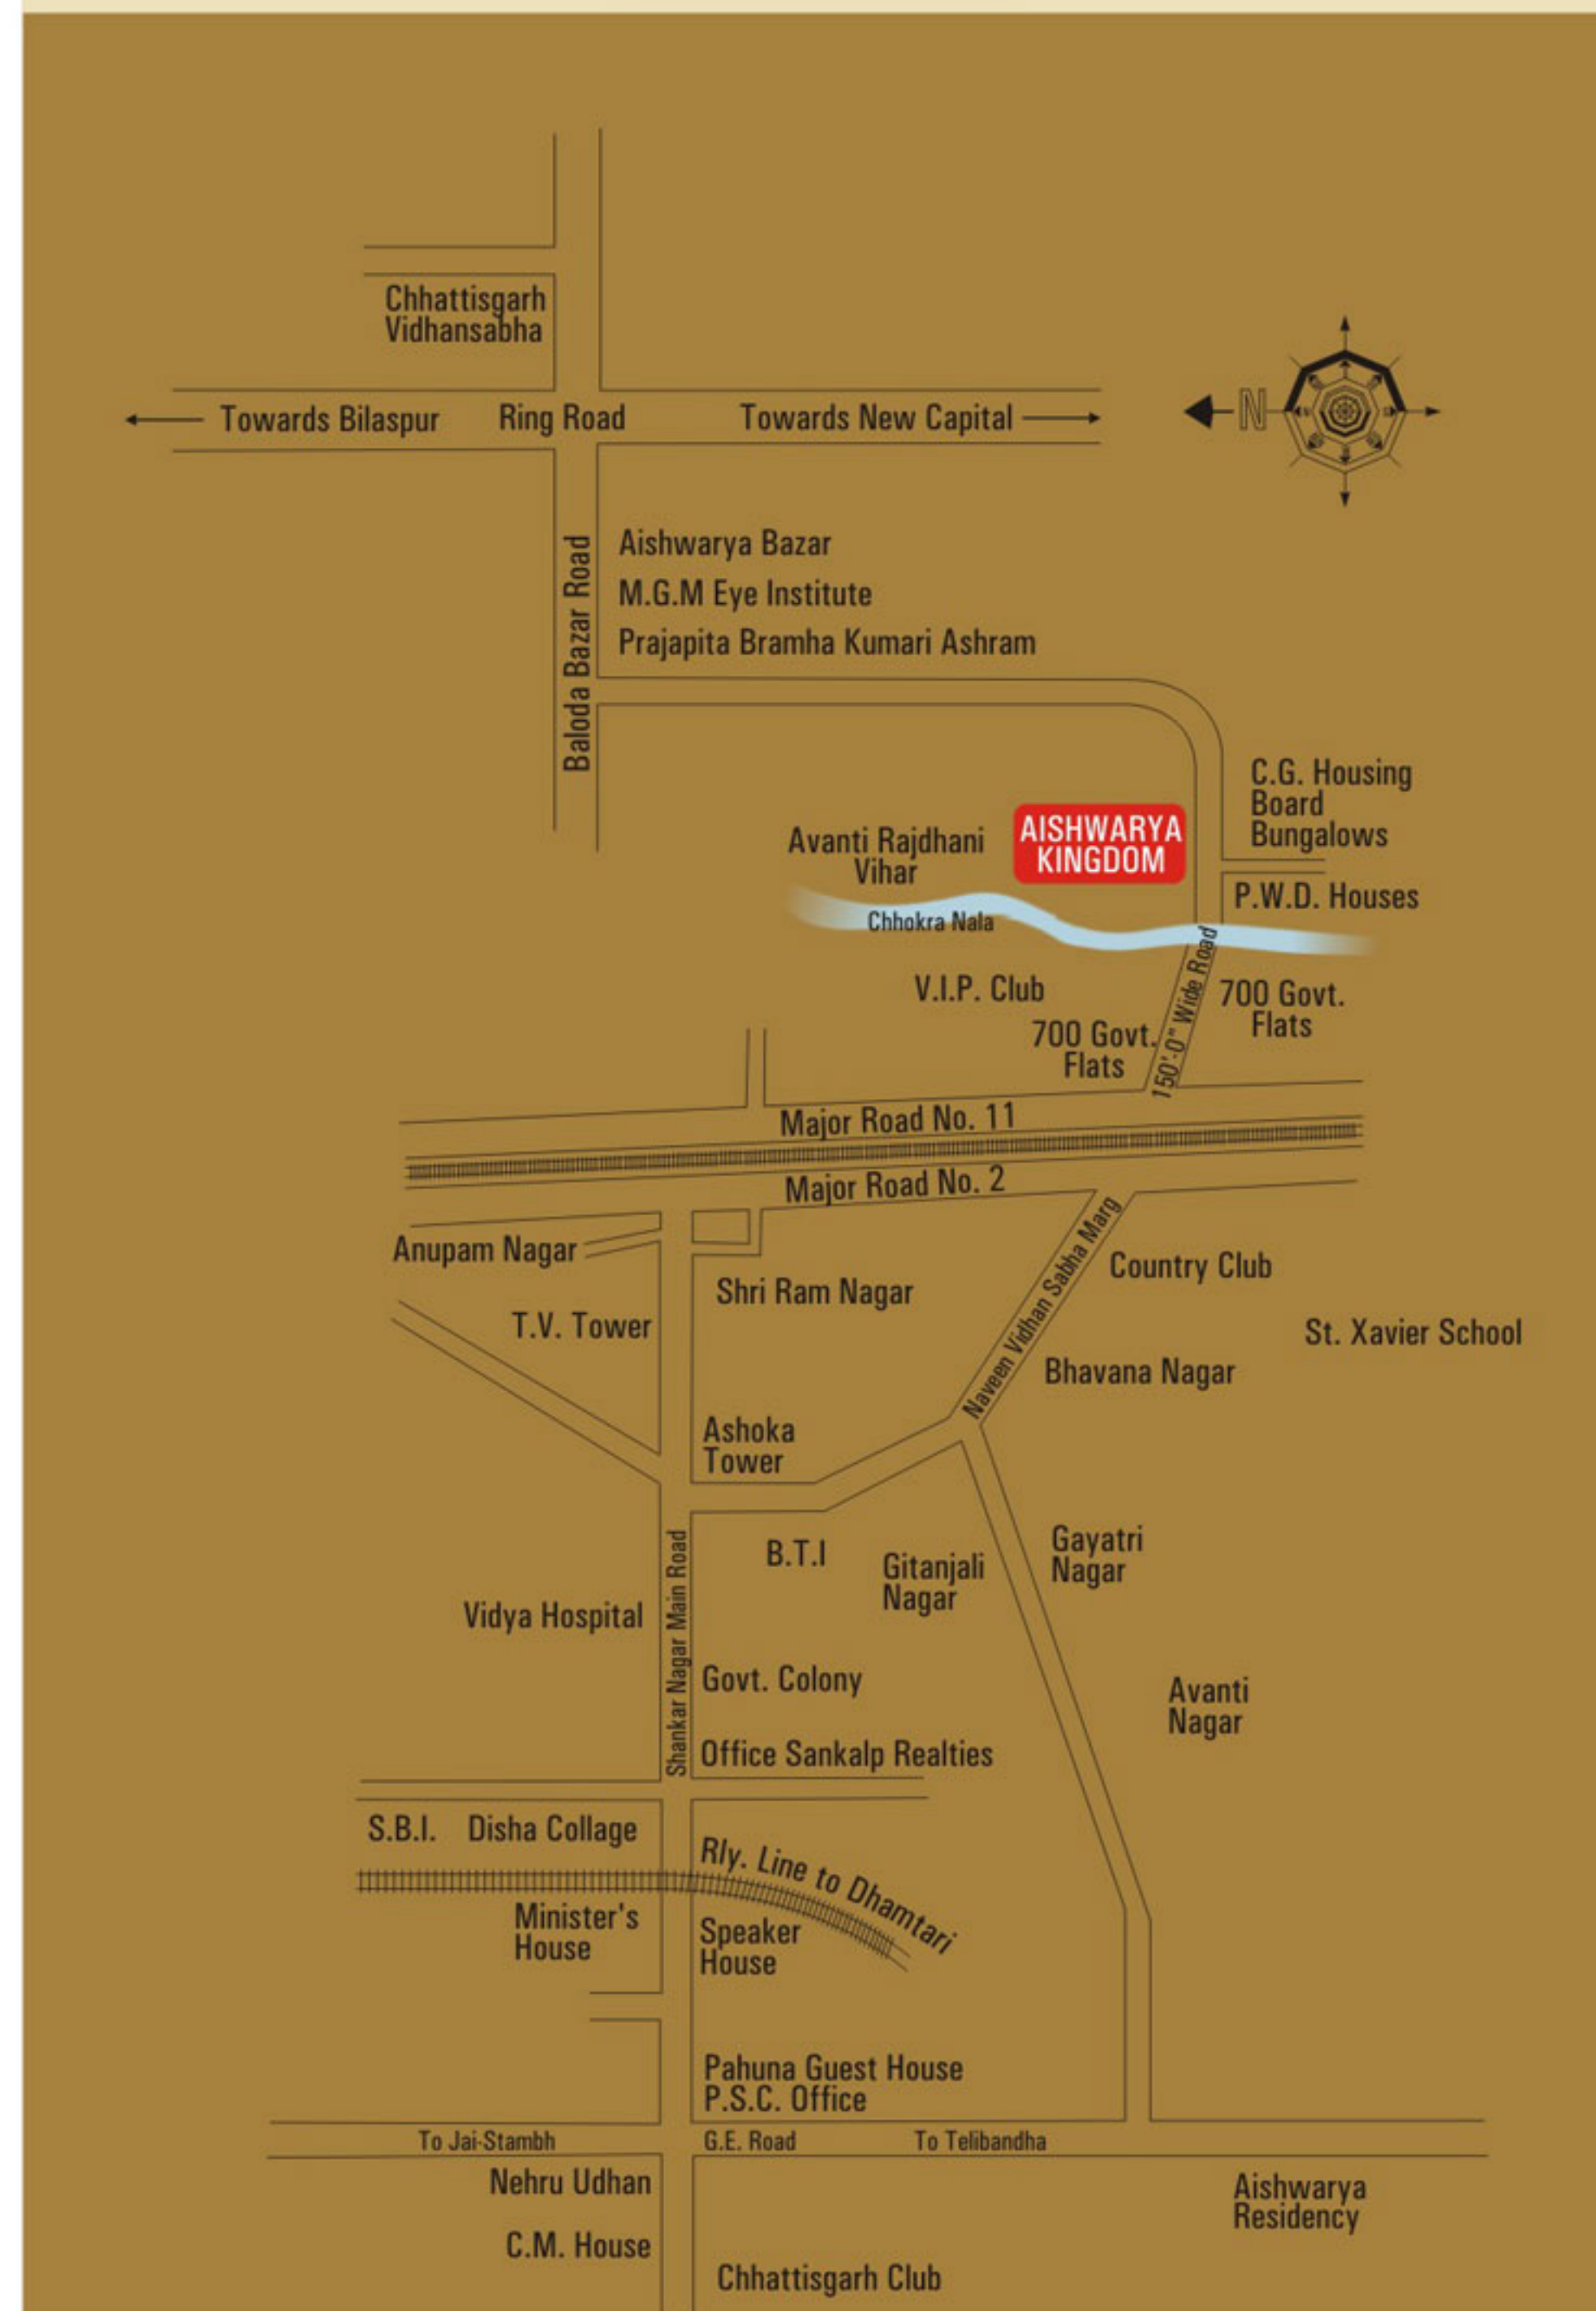 Chhattisgarh
Vidhansabha
Towards Bilaspur
Ring Road
Towards New Capital
N
Baloda Bazar Road
Aishwarya Bazar
M.G.M Eye Institute
Prajapita Bramha Kumari Ashram
C.G. Housing
Board
Bungalows
Avanti Rajdhani
Vihar
AISHWARYA
KINGDOM
P.W.D. Houses
Chhokra Nala
150'-0" Wide Road
V.I.P. Club
700 Govt.
Flats
700 Govt.
Flats
Major Road No. 11
Major Road No. 2
Anupam Nagar
Naveen Vidhan Sabha Marg
Country Club
Shri Ram Nagar
T.V. Tower
St. Xavier School
Bhavana Nagar
Ashoka
Tower
Shankar Nagar Main Road
B.T.I
Gitanjali
Nagar
Gayatri
Nagar
Vidya Hospital
Govt. Colony
Avanti
Nagar
Office Sankalp Realties
S.B.I.
Disha Collage
Rly. Line to Dhamtari
Minister's
House
Speaker
House
Pahuna Guest House
P.S.C. Office
To Jai-Stambh
G.E. Road
To Telibandha
Nehru Udhan
Aishwarya
Residency
C.M. House
Chhattisgarh Club